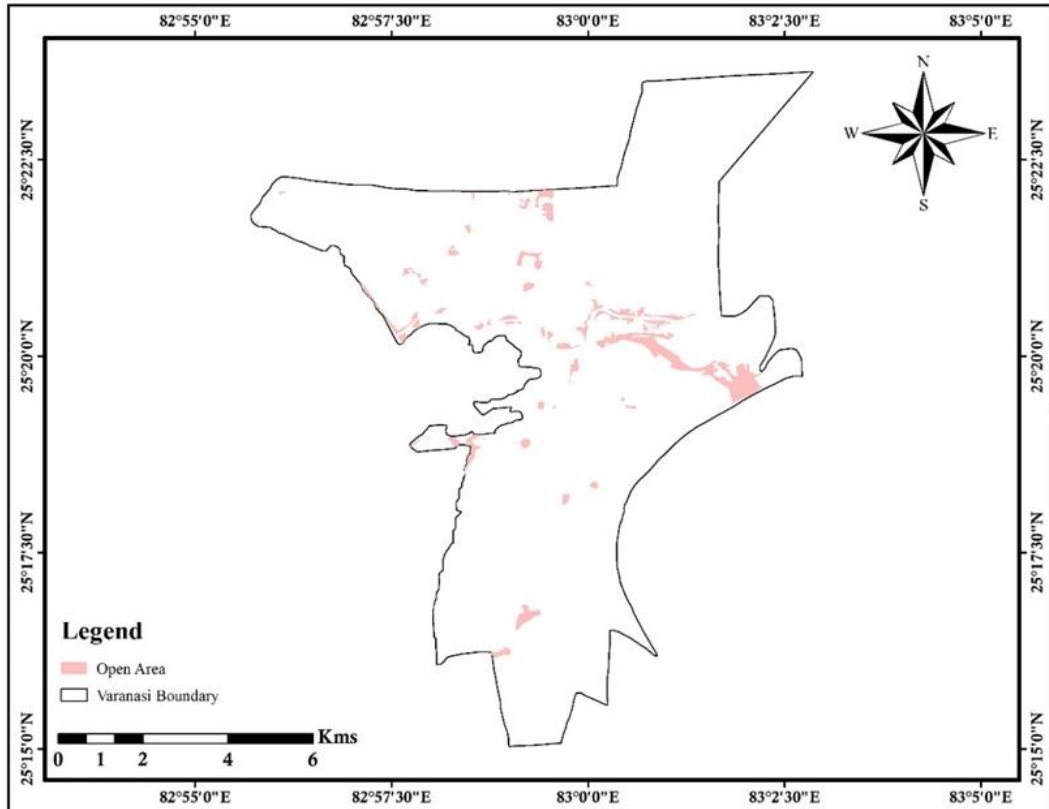 82°55'0"E 82°57'30"E 83°0'0"E 83°2'30"E 83°5'0"E
N
W E
S
25°22'30"N 25°22'30"N
25°20'0"N 25°20'0"N
25°17'30"N 25°17'30"N
25°15'0"N 25°15'0"N
Legend
Open Area
Varanasi Boundary
Kms
0 1 2 4 6
82°55'0"E 82°57'30"E 83°0'0"E 83°2'30"E 83°5'0"E